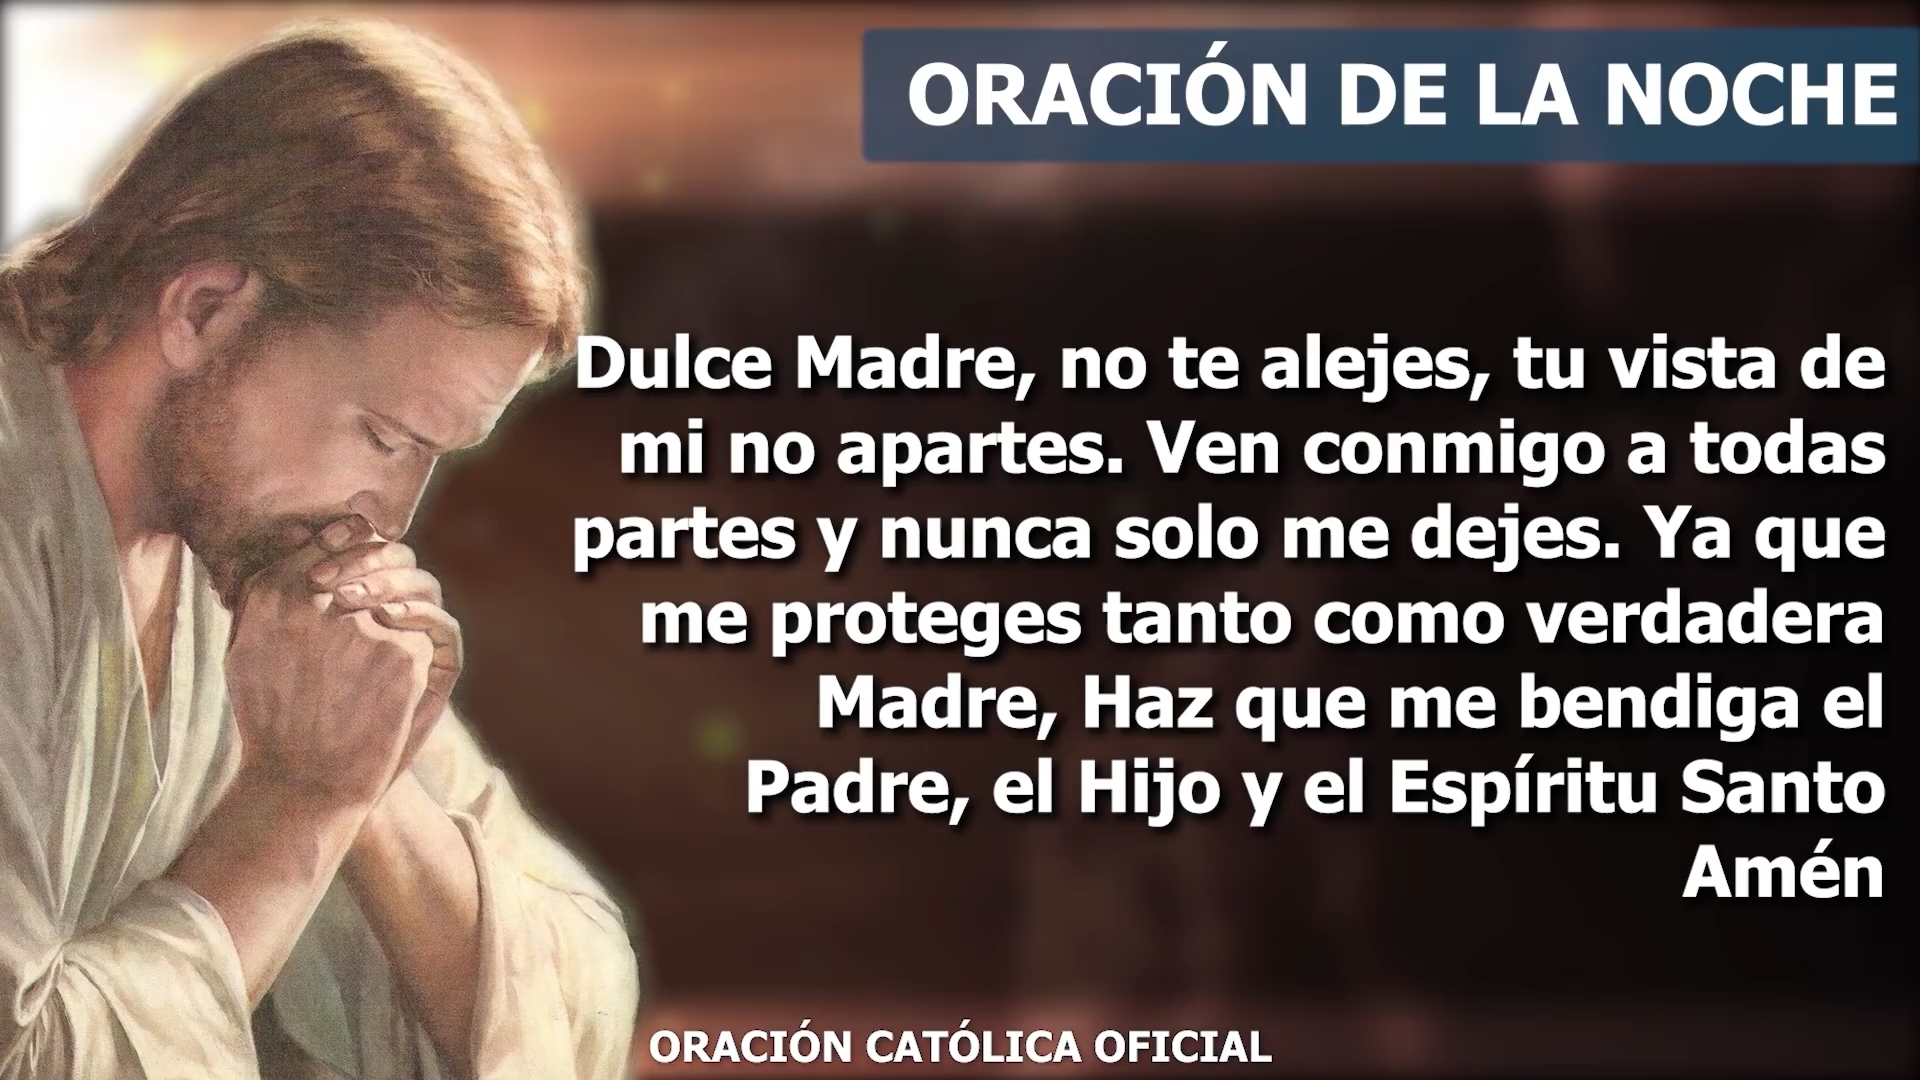 ORACIÓN DE LA NOCHE
Dulce Madre, no te alejes, tu vista de
mi no apartes. Ven conmigo a todas
partes y nunca solo me dejes. Ya que
me proteges tanto como verdadera
Madre, Haz que me bendiga el
Padre, el Hijo y el Espíritu Santo
Amén
ORACIÓN CATÓLICA OFICIAL